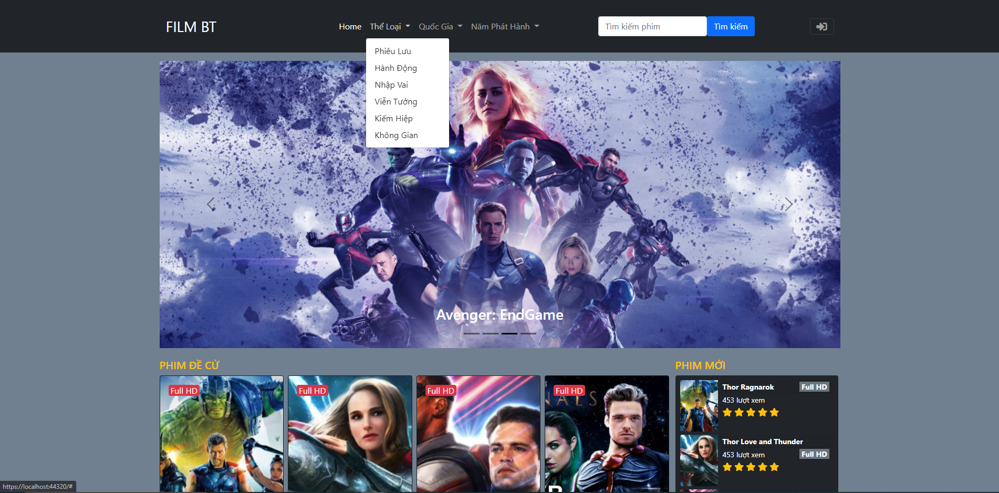 FILM BT
Home Thể Loại Quốc Gia Năm Phát Hành
Tìm kiếm phim Tìm kiếm
Phiêu Lưu
Hành Động
Nhập Vai
Viễn Tưởng
Kiếm Hiệp
Không Gian
Avenger: EndGame
PHIM ĐỀ CỬ
Full HD
Full HD
Full HD
Full HD
NALS
PHIM MỚI
Thor Ragnarok Full HD
453 lượt xem
Thor Love and Thunder
453 lượt xem Full HD
https://localhost:44320/#